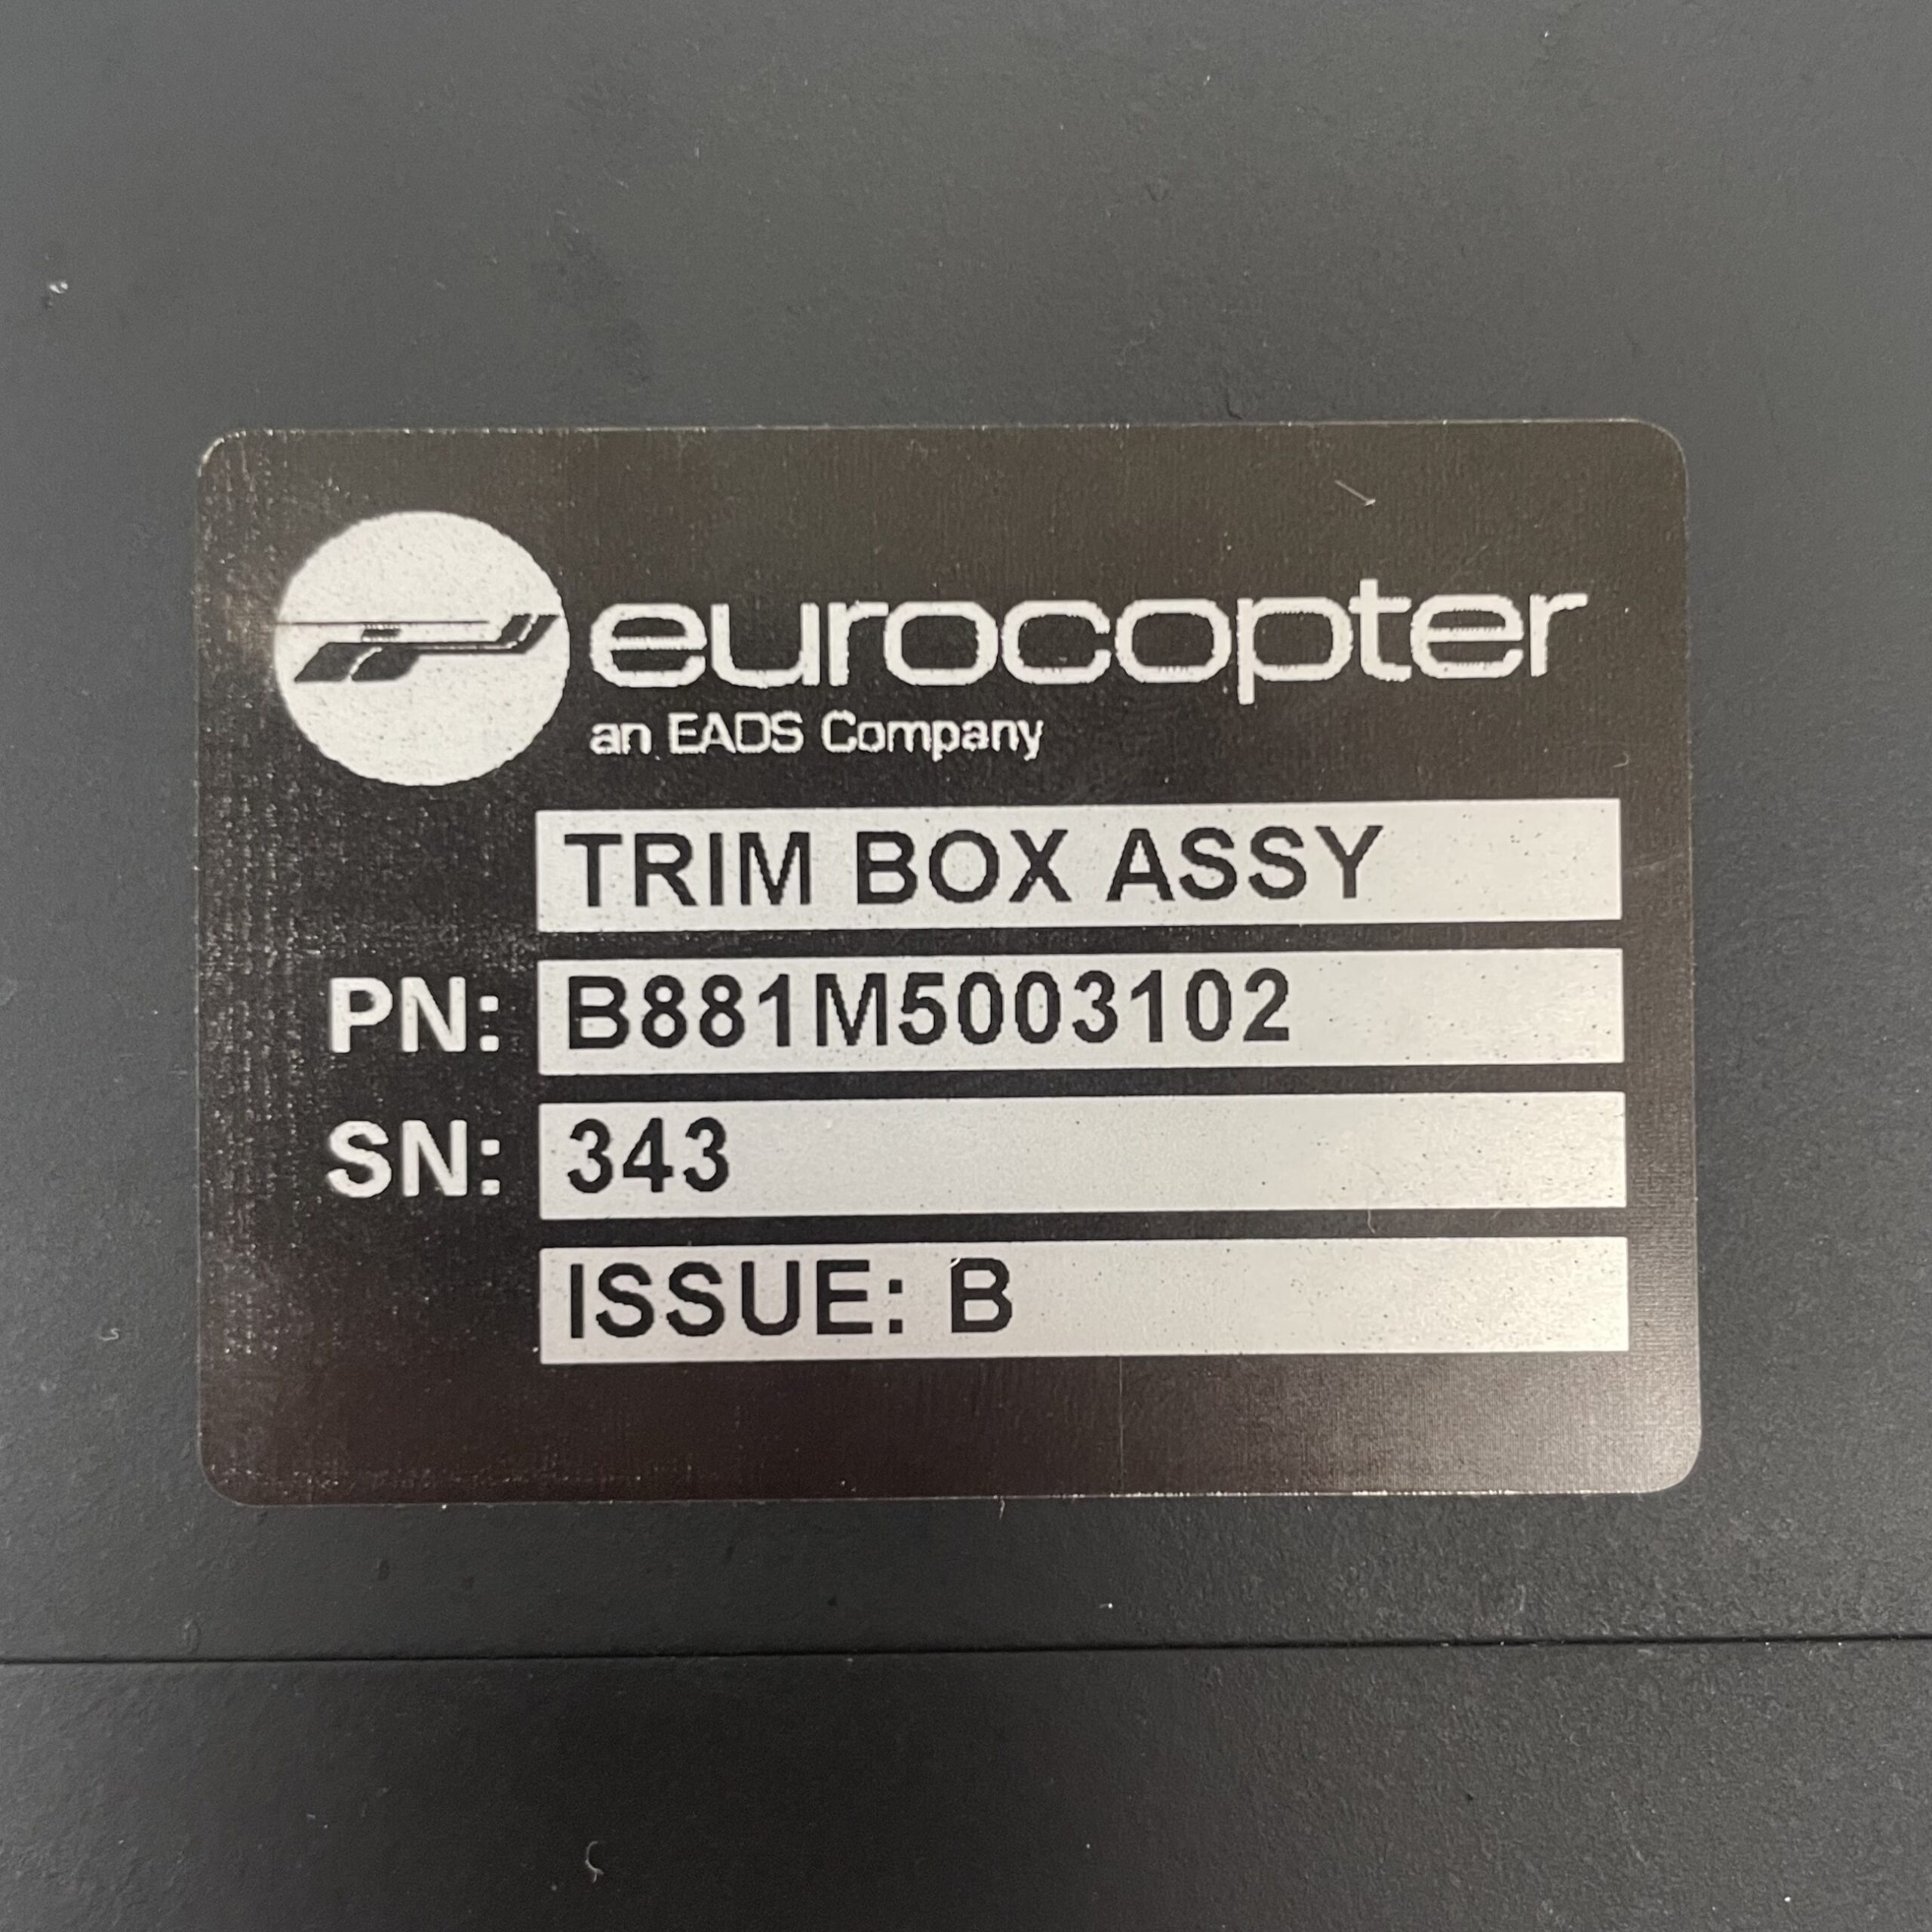 eurocopter
an EADS Company
TRIM BOX ASSY
PN: B881M5003102
SN: 343
ISSUE: B